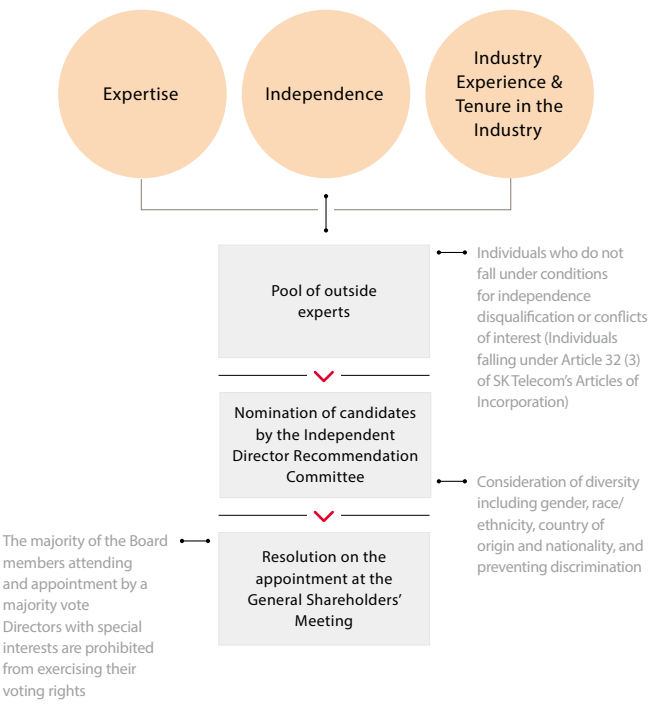 Expertise
Independence
Industry
Experience &
Tenure in the
Industry
Pool of outside
experts
Individuals who do not
fall under conditions
for independence
disqualification or conflicts
of interest (Individuals
falling under Article 32 (3)
of SK Telecom's Articles of
Incorporation)
Nomination of candidates
by the Independent
Director Recommendation
Committee
Consideration of diversity
including gender, race/
ethnicity, country of
origin and nationality, and
preventing discrimination
The majority of the Board
members attending
and appointment by a
majority vote
Directors with special
interests are prohibited
from exercising their
voting rights
Resolution on the
appointment at the
General Shareholders'
Meeting